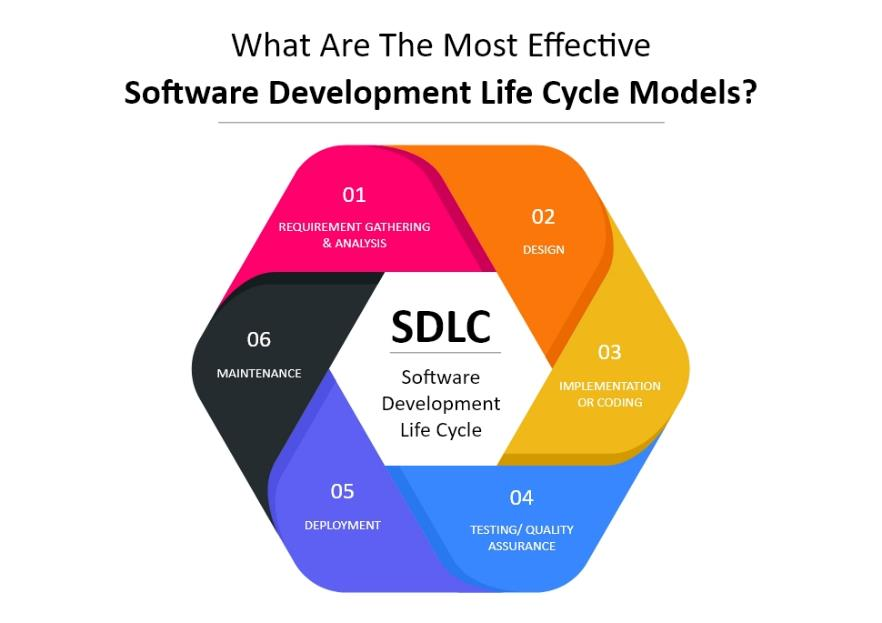 What Are The Most Effective
Software Development Life Cycle Models?
01
REQUIREMENT GATHERING
& ANALYSIS
02
DESIGN
03
IMPLEMENTATION
OR CODING
04
TESTING/ QUALITY
ASSURANCE
05
DEPLOYMENT
06
MAINTENANCE
SDLC
Software
Development
Life Cycle